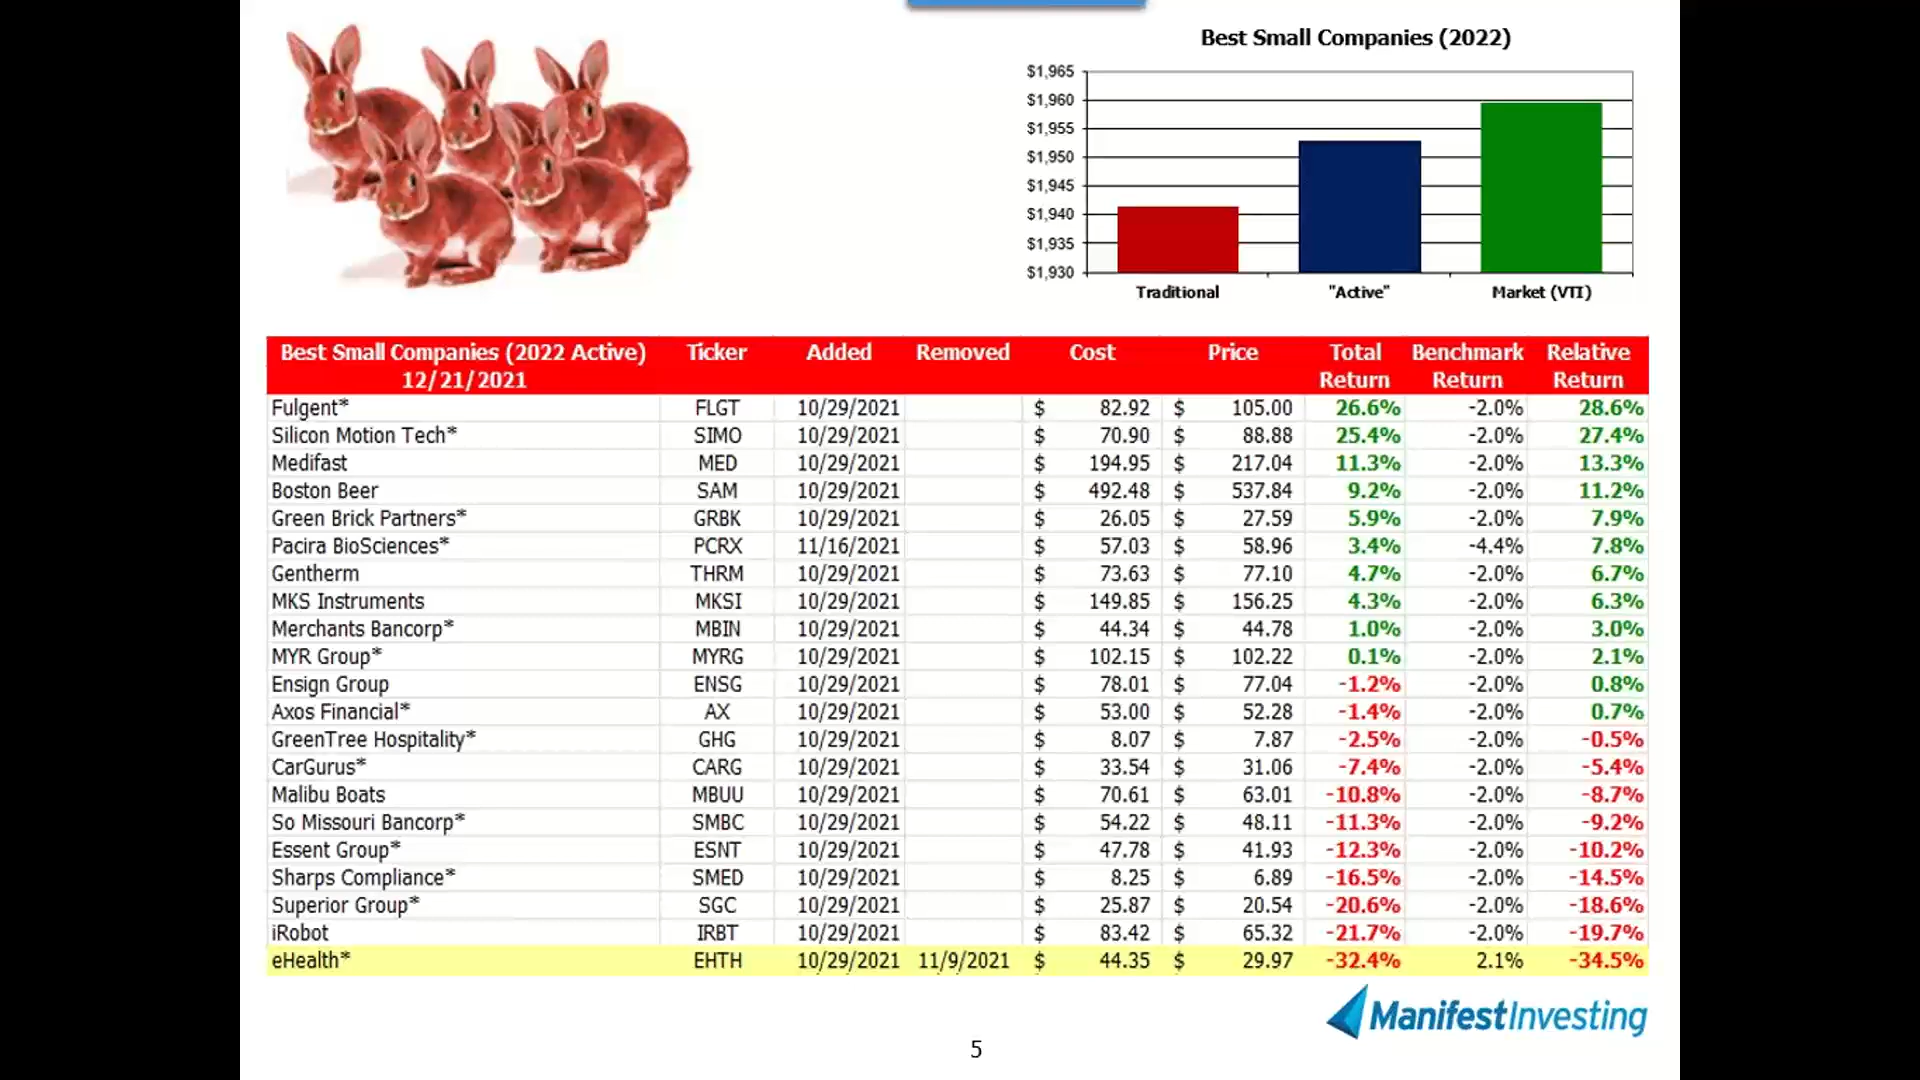 Best Small Companies (2022)
$1,965
$1,960
$1,955
$1,950
$1,945
$1,940
$1,935
$1,930
Traditional "Active" Market (VTI)
Best Small Companies (2022 Active) Ticker Added Removed Cost Price Total Benchmark Relative
12/21/2021 Return Return Return
Fulgent* FLGT 10/29/2021 $ 82.92 $ 105.00 26.6% -2.0% 28.6%
Silicon Motion Tech* SIMO 10/29/2021 $ 70.90 $ 88.88 25.4% -2.0% 27.4%
Medifast MED 10/29/2021 $ 194.95 $ 217.04 11.3% -2.0% 13.3%
Boston Beer SAM 10/29/2021 $ 492.48 $ 537.84 9.2% -2.0% 11.2%
Green Brick Partners* GRBK 10/29/2021 $ 26.05 $ 27.59 5.9% -2.0% 7.9%
Pacira BioSciences* PCRX 11/16/2021 $ 57.03 $ 58.96 3.4% -4.4% 7.8%
Gentherm THRM 10/29/2021 $ 73.63 $ 77.10 4.7% -2.0% 6.7%
MKS Instruments MKSI 10/29/2021 $ 149.85 $ 156.25 4.3% -2.0% 6.3%
Merchants Bancorp* MBIN 10/29/2021 $ 44.34 $ 44.78 1.0% -2.0% 3.0%
MYR Group* MYRG 10/29/2021 $ 102.15 $ 102.22 0.1% -2.0% 2.1%
Ensign Group ENSG 10/29/2021 $ 78.01 $ 77.04 -1.2% -2.0% 0.8%
Axos Financial* AX 10/29/2021 $ 53.00 $ 52.28 -1.4% -2.0% 0.7%
GreenTree Hospitality* GHG 10/29/2021 $ 8.07 $ 7.87 -2.5% -2.0% -0.5%
CarGurus* CARG 10/29/2021 $ 33.54 $ 31.06 -7.4% -2.0% -5.4%
Malibu Boats MBUU 10/29/2021 $ 70.61 $ 63.01 -10.8% -2.0% -8.7%
So Missouri Bancorp* SMBC 10/29/2021 $ 54.22 $ 48.11 -11.3% -2.0% -9.2%
Essent Group* ESNT 10/29/2021 $ 47.78 $ 41.93 -12.3% -2.0% -10.2%
Sharps Compliance* SMED 10/29/2021 $ 8.25 $ 6.89 -16.5% -2.0% -14.5%
Superior Group* SGC 10/29/2021 $ 25.87 $ 20.54 -20.6% -2.0% -18.6%
iRobot IRBT 10/29/2021 $ 83.42 $ 65.32 -21.7% -2.0% -19.7%
eHealth* EHTH 10/29/2021 11/9/2021 $ 44.35 $ 29.97 -32.4% 2.1% -34.5%
ManifestInvesting
5